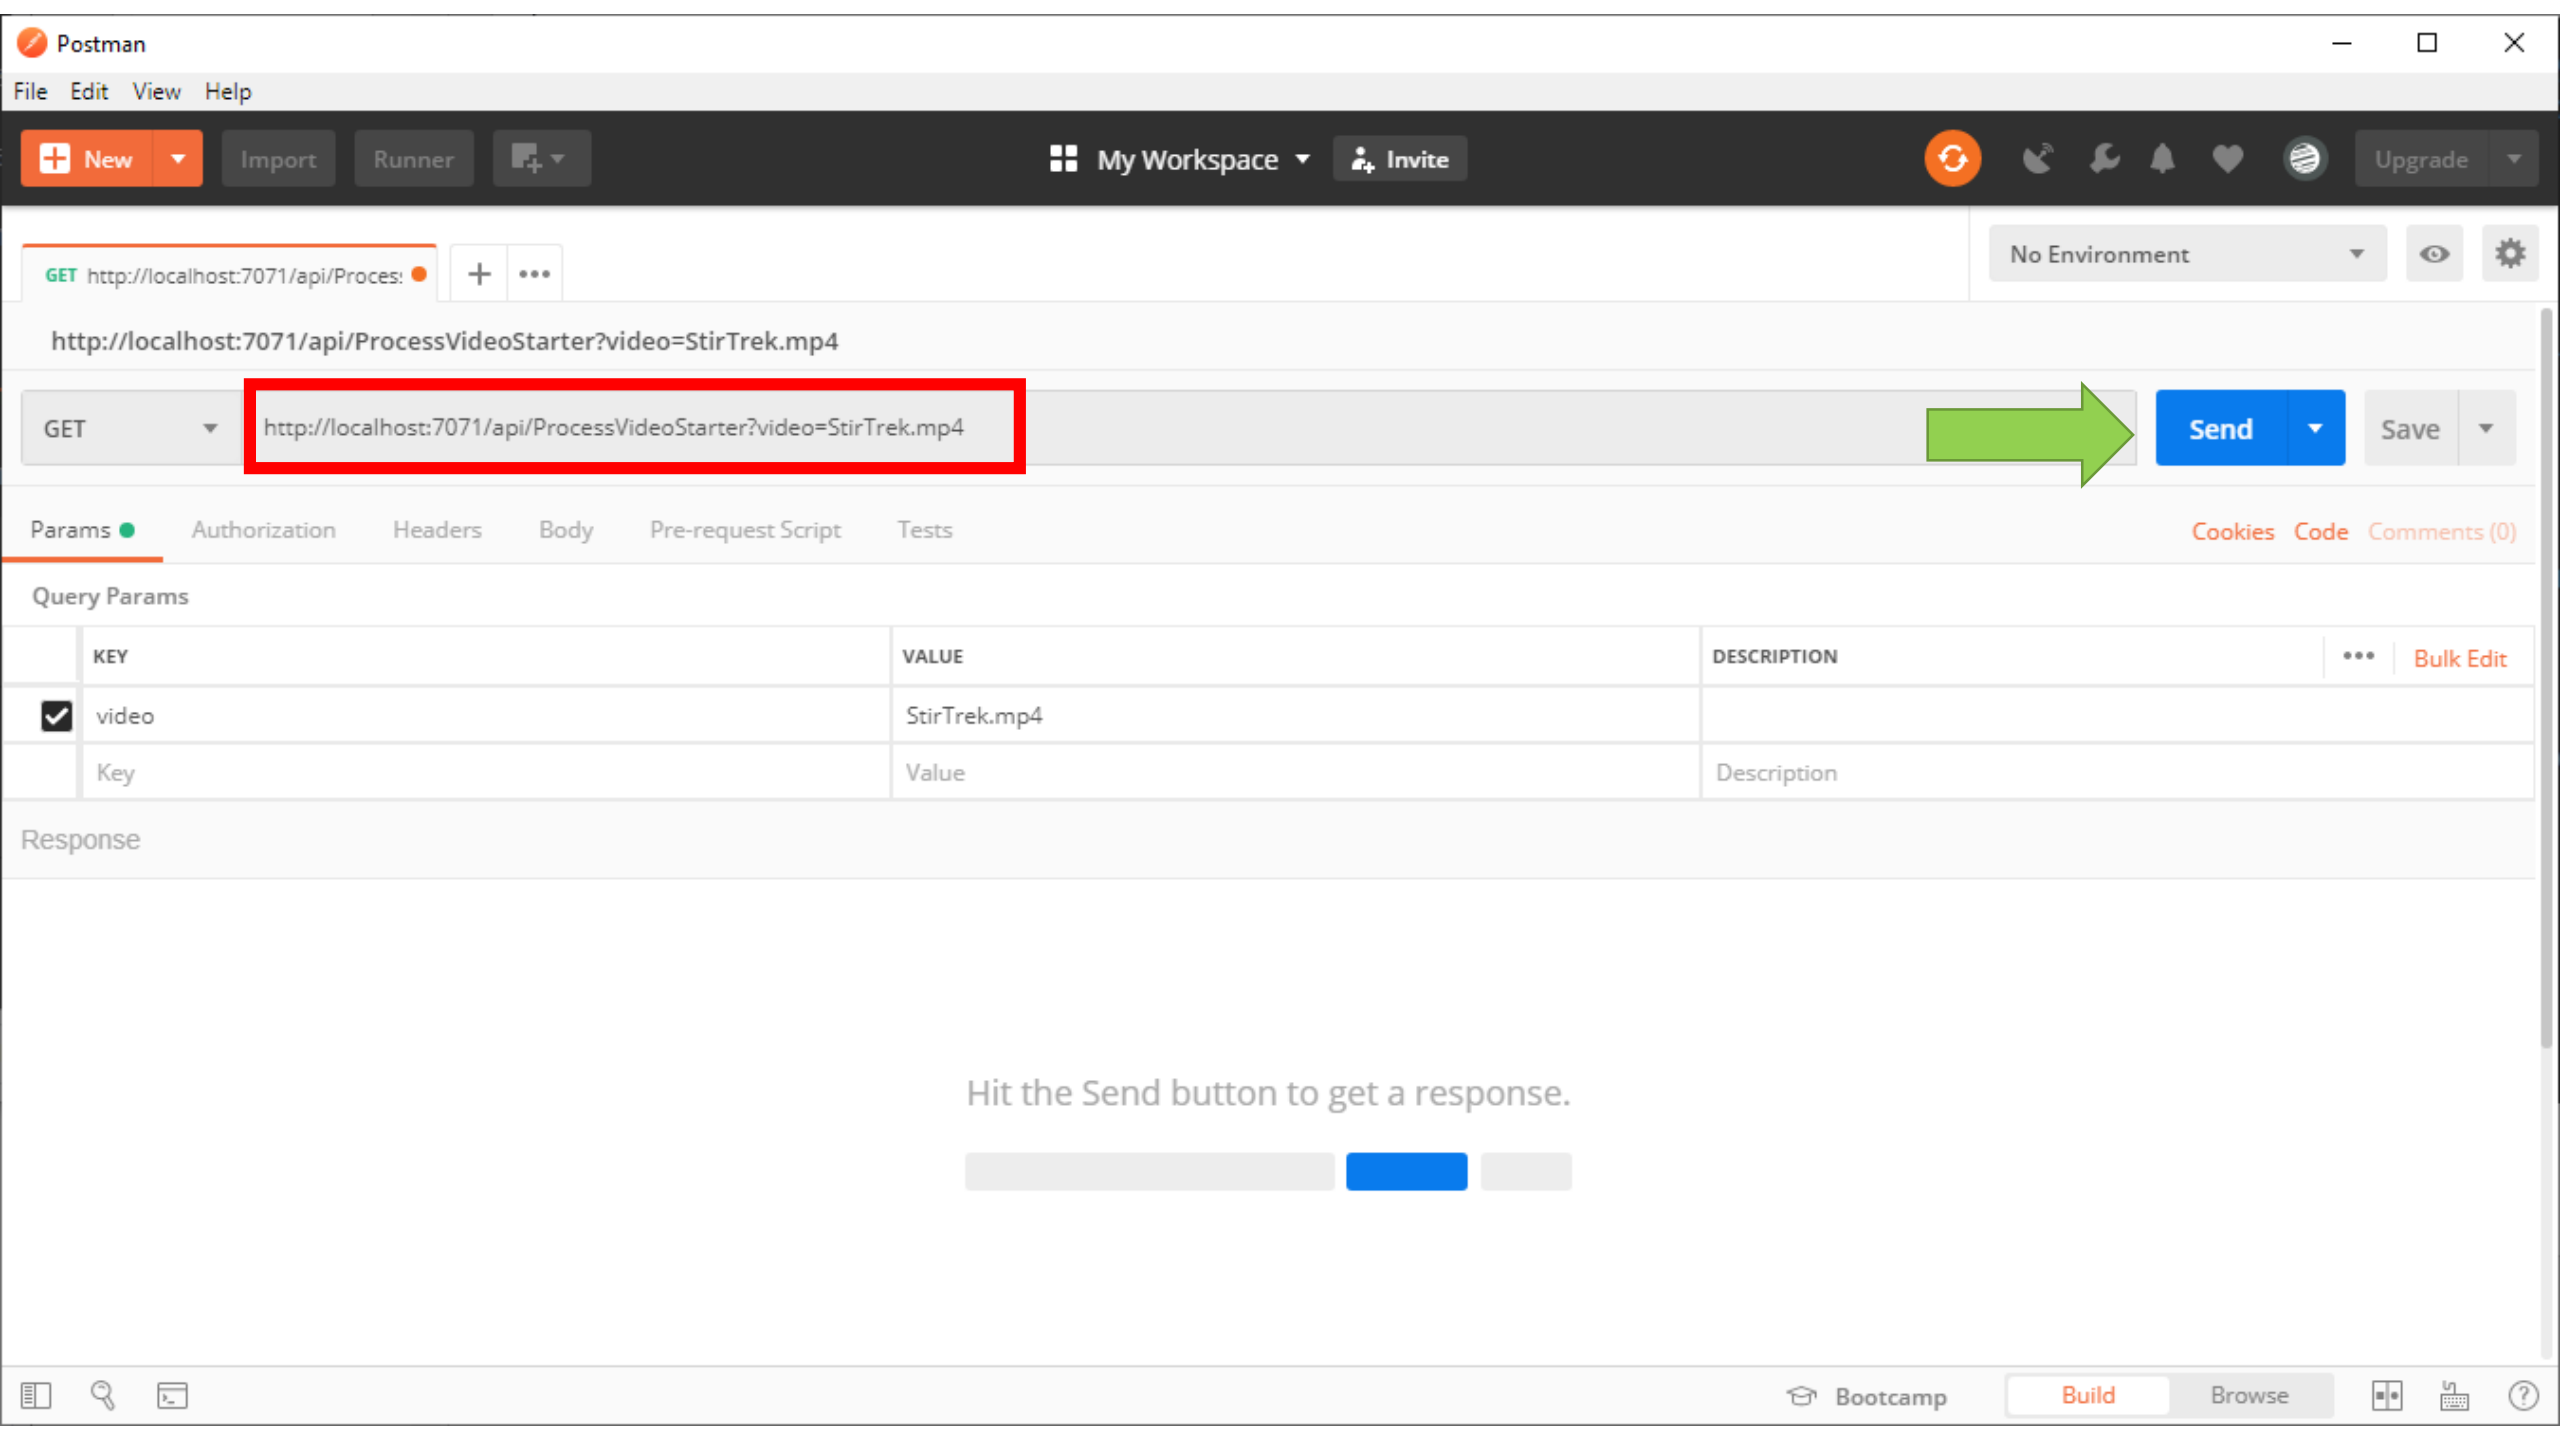 Postman
File Edit View Help
New Import Runner My Workspace Invite Upgrade
GET http://localhost:7071/api/Proces No Environment
http://localhost:7071/api/ProcessVideoStarter?video=StirTrek.mp4
GET http://localhost:7071/api/ProcessVideoStarter?video=StirTrek.mp4 Send Save
Params Authorization Headers Body Pre-request Script Tests Cookies Code Comments (0)
Query Params
KEY VALUE DESCRIPTION Bulk Edit
video StirTrek.mp4
Key Value Description
Response
Hit the Send button to get a response.
Bootcamp Build Browse